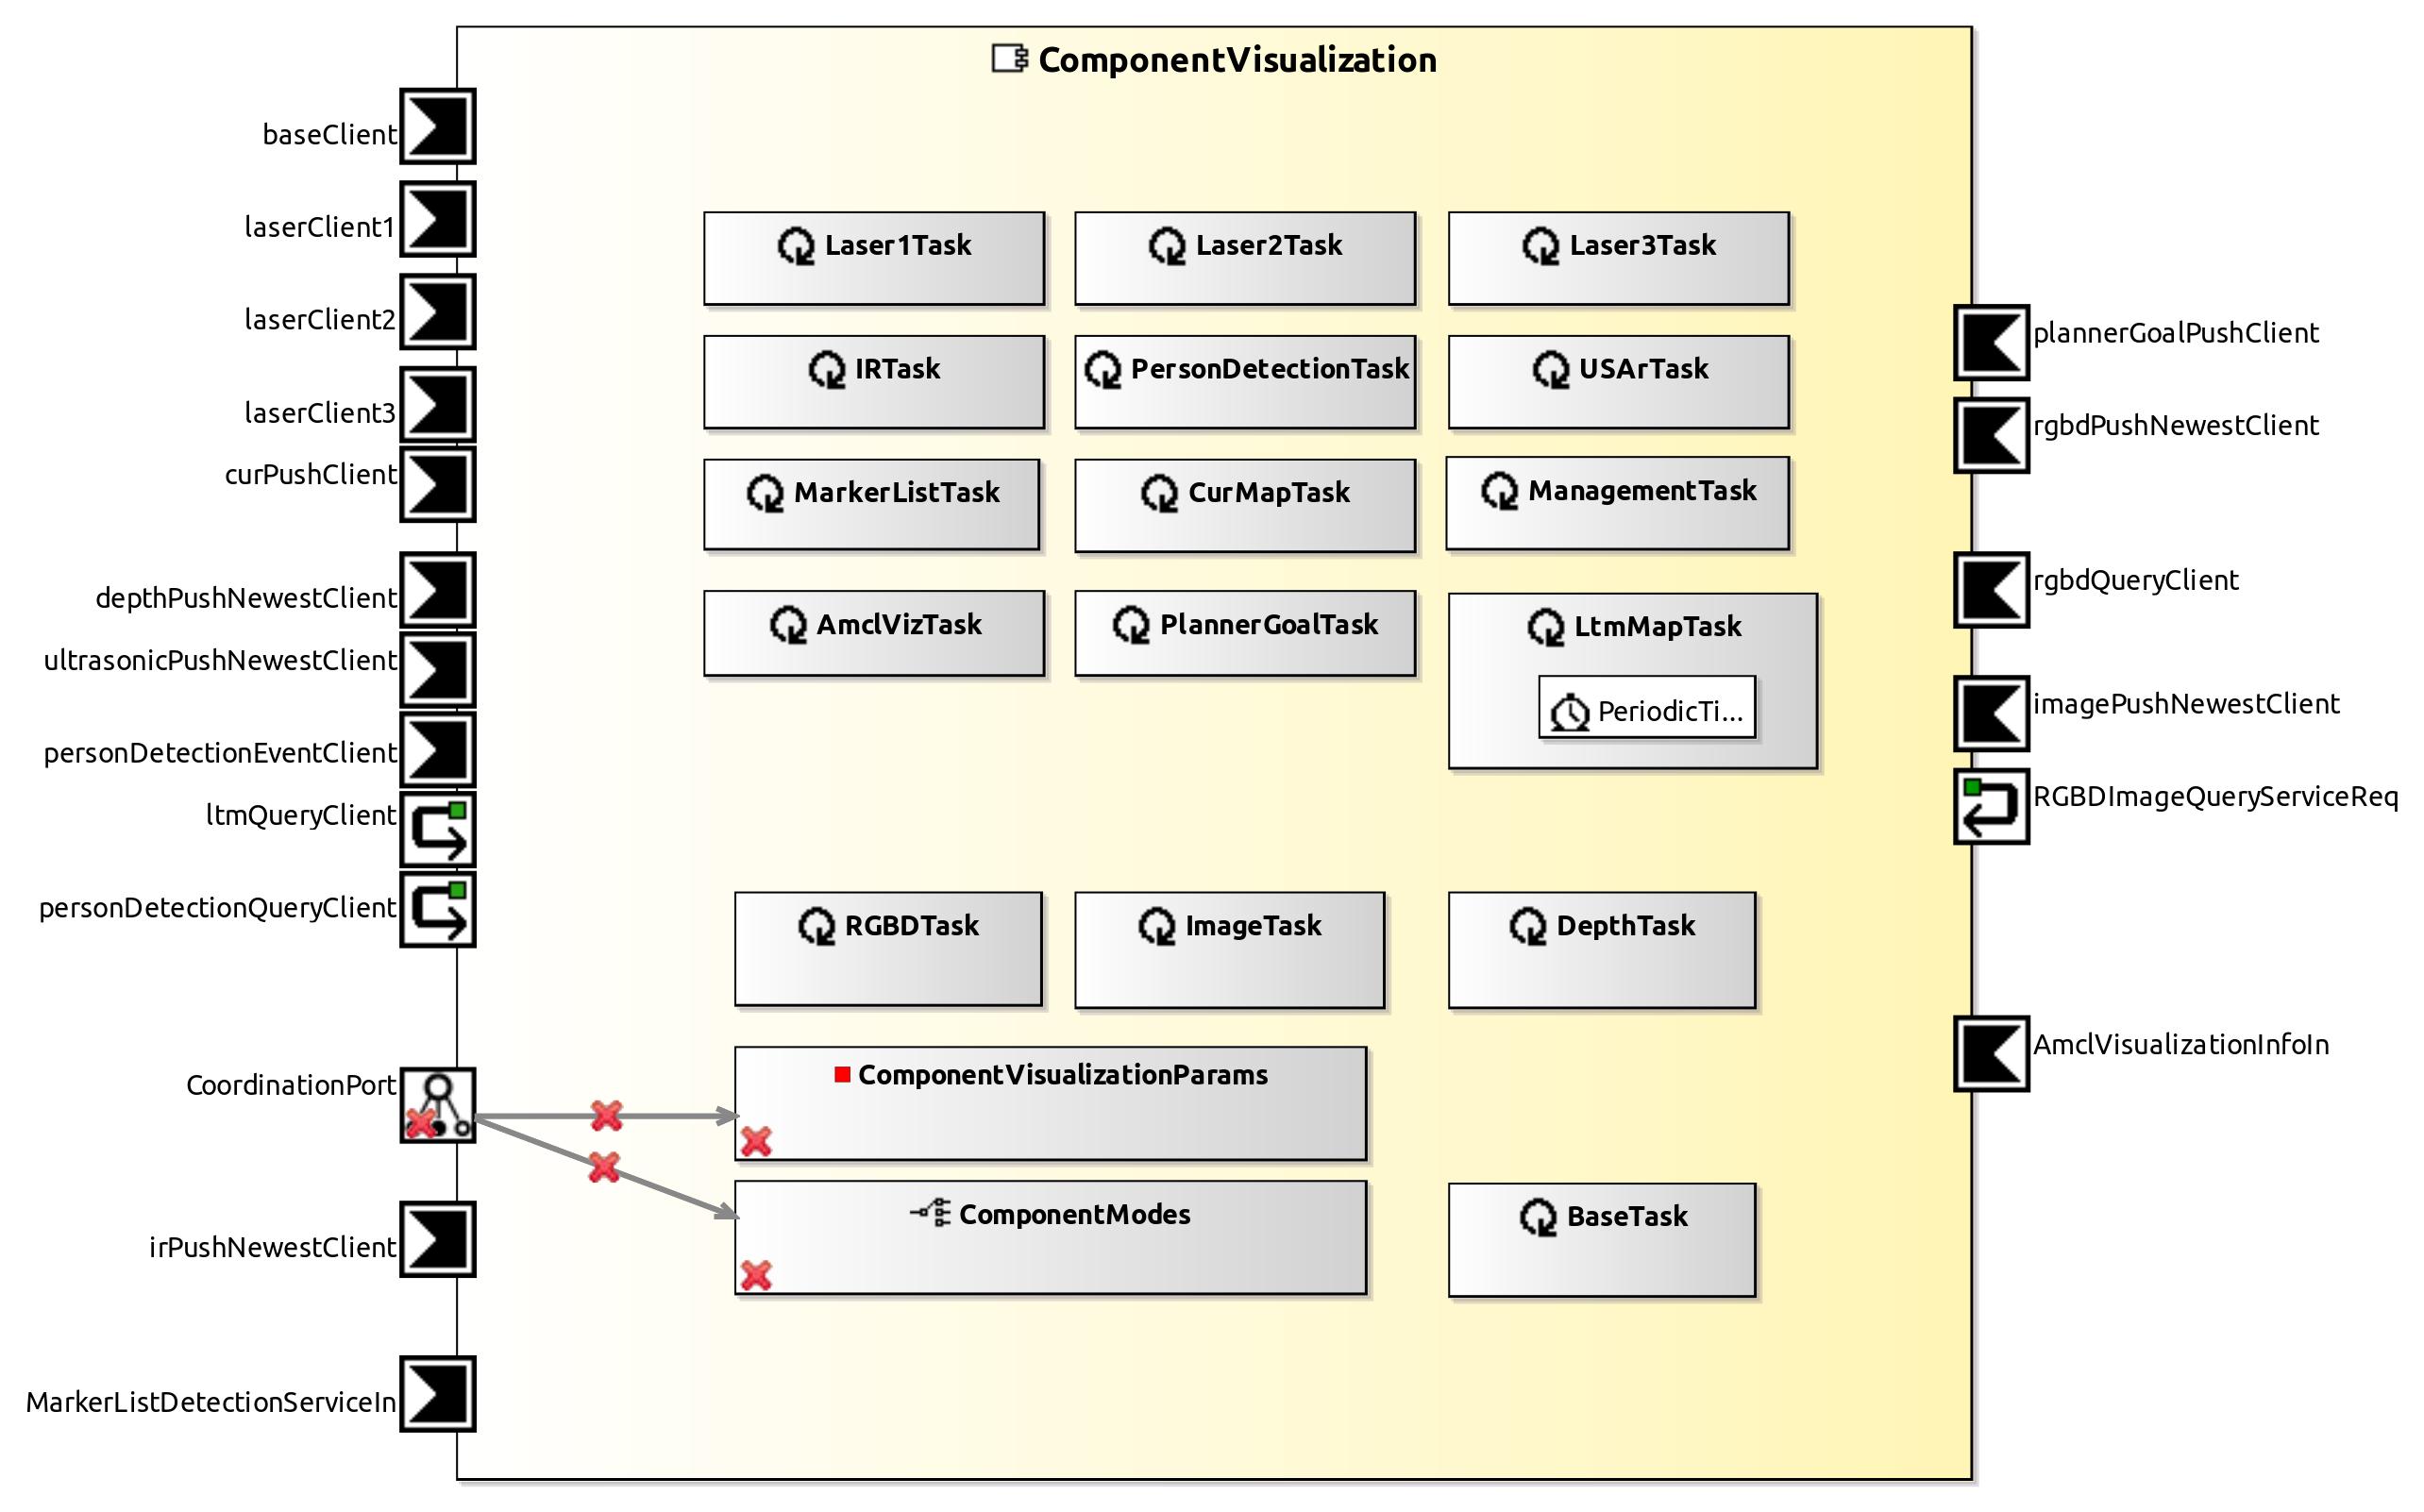 ComponentVisualization
baseClient
laserClient1
laserClient2
laserClient3
curPushClient
depthPushNewestClient
ultrasonicPushNewestClient
personDetectionEventClient
ltmQueryClient
personDetectionQueryClient
CoordinationPort
irPushNewestClient
MarkerListDetectionServiceIn
Laser1Task
Laser2Task
Laser3Task
IRTask
PersonDetectionTask
USArTask
MarkerListTask
CurMapTask
ManagementTask
AmclVizTask
PlannerGoalTask
LtmMapTask
PeriodicTi...
RGBDTask
ImageTask
DepthTask
ComponentVisualizationParams
ComponentModes
BaseTask
plannerGoalPushClient
rgbdPushNewestClient
rgbdQueryClient
imagePushNewestClient
RGBDImageQueryServiceReq
AmclVisualizationInfoIn